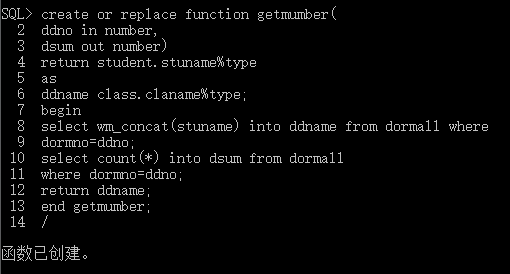 SQL> create or replace function getmumber(
  2  ddno in number,
  3  dsum out number)
  4  return student.stuname%type
  5  as
  6  ddname class.claname%type;
  7  begin
  8  select wm_concat(stuname) into ddname from dormall where
  9  dormno=ddno;
 10  select count(*) into dsum from dormall
 11  where dormno=ddno;
 12  return ddname;
 13  end getmumber;
 14  /
函数已创建。